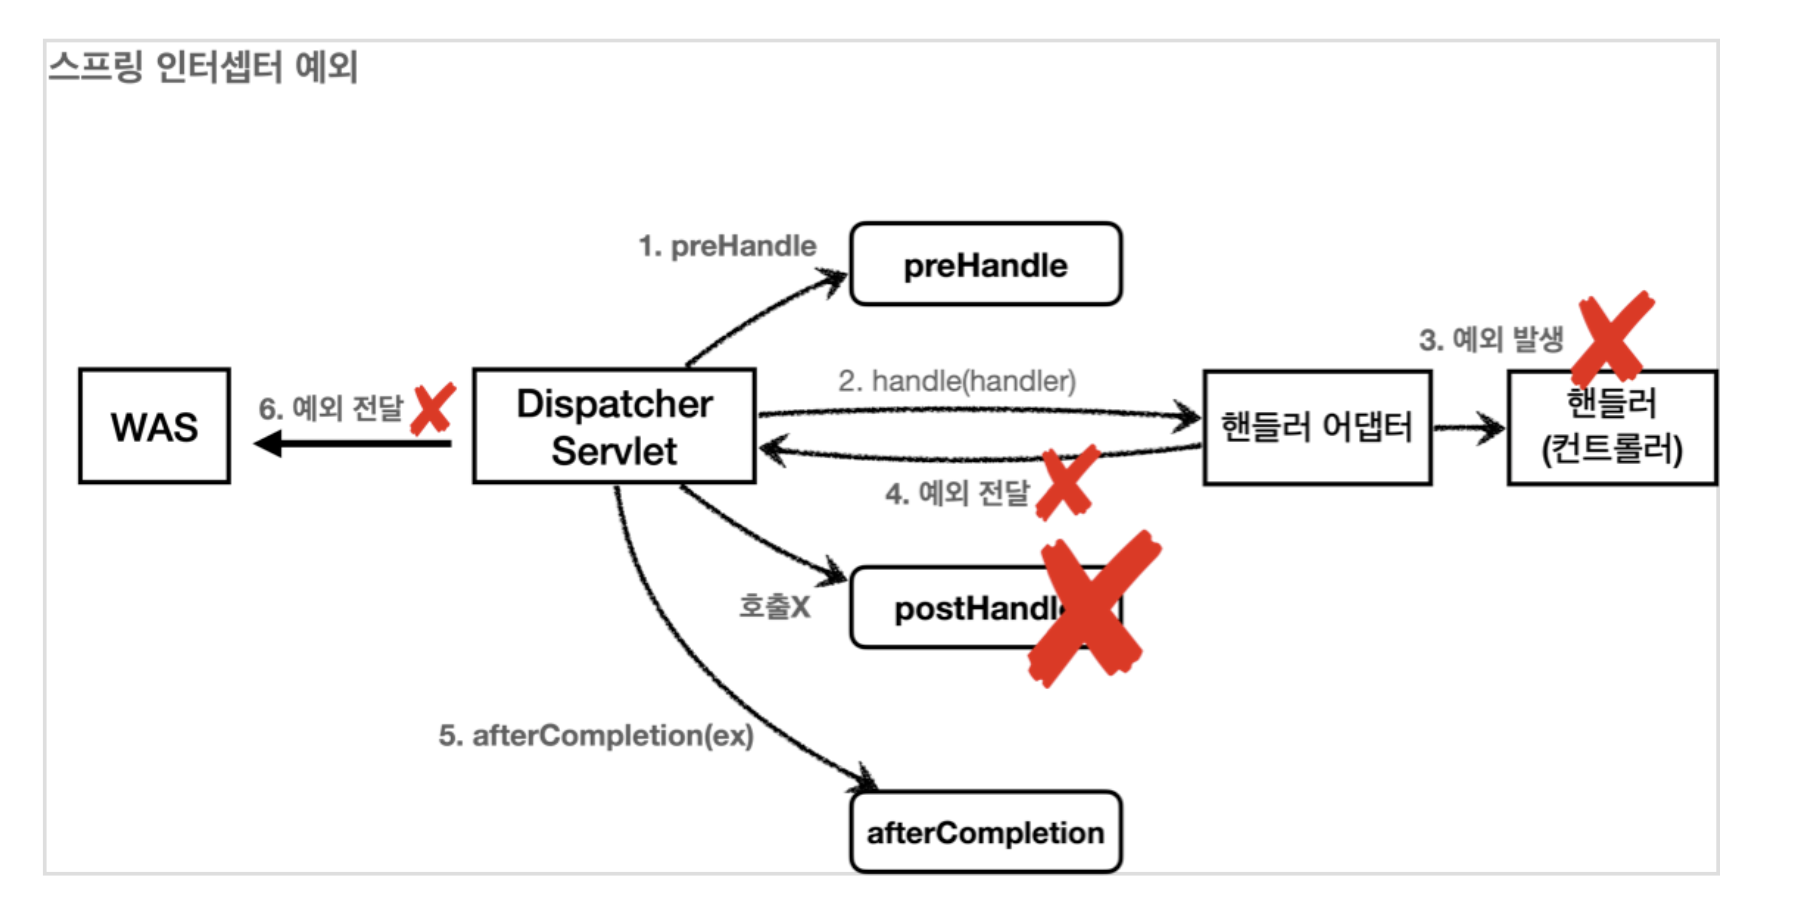 스프링 인터셉터 예외
1. preHandle
preHandle
3. 예외 발생
WAS
6. 예외 전달
Dispatcher
Servlet
2. handle(handler)
4. 예외 전달
핸들러 어댑터
핸들러
(컨트롤러)
호출X
postHandle
5. afterCompletion(ex)
afterCompletion